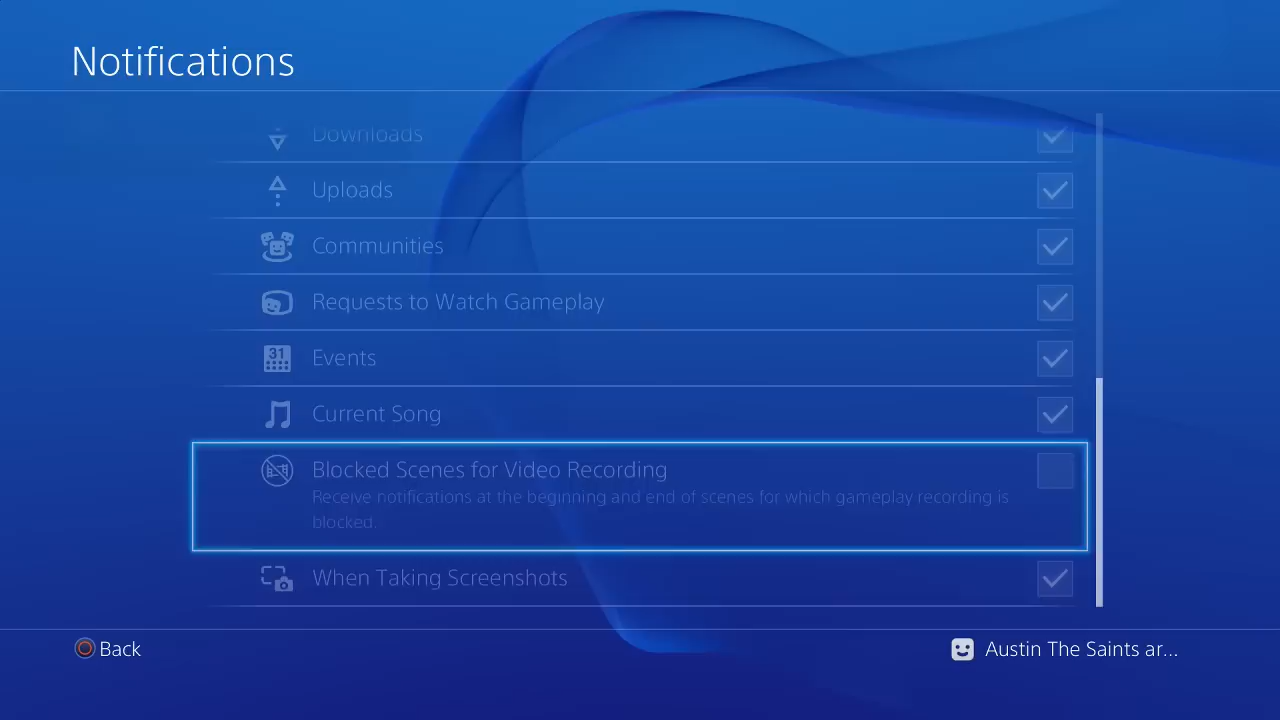 Notifications
Downloads
Uploads
Communities
Requests to Watch Gameplay
31
Events
Current Song
Blocked Scenes for Video Recording
Receive notifications at the beginning and end of scenes for which gameplay recording is
blocked.
When Taking Screenshots
Back
Austin The Saints ar...